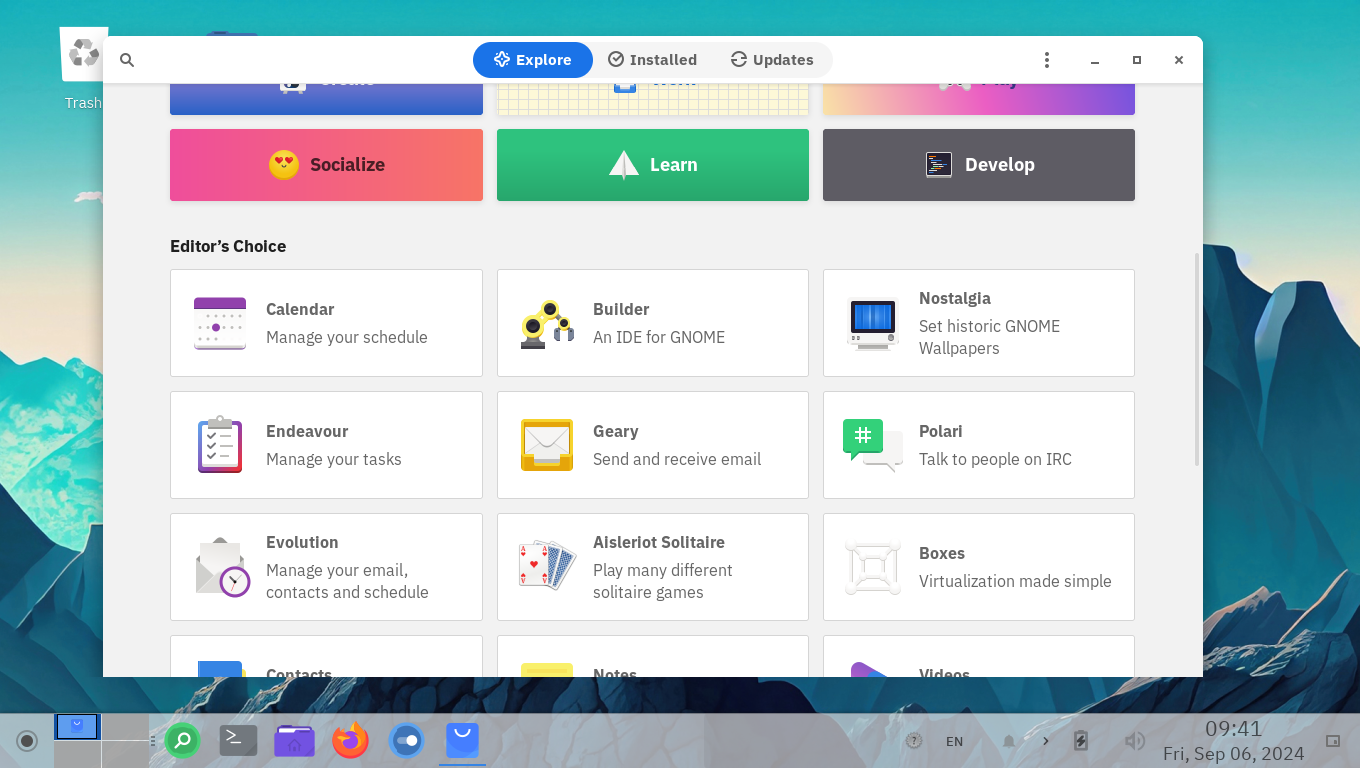 Trash
Explore
Installed
Updates
Socialize
Learn
Develop
Editor’s Choice
Calendar
Manage your schedule
Builder
An IDE for GNOME
Nostalgia
Set historic GNOME
Wallpapers
Endeavour
Manage your tasks
Geary
Send and receive email
Polari
Talk to people on IRC
Evolution
Manage your email,
contacts and schedule
Aisleriot Solitaire
Play many different
solitaire games
Boxes
Virtualization made simple
Contacts
Notes
Videos
EN
09:41
Fri, Sep 06, 2024